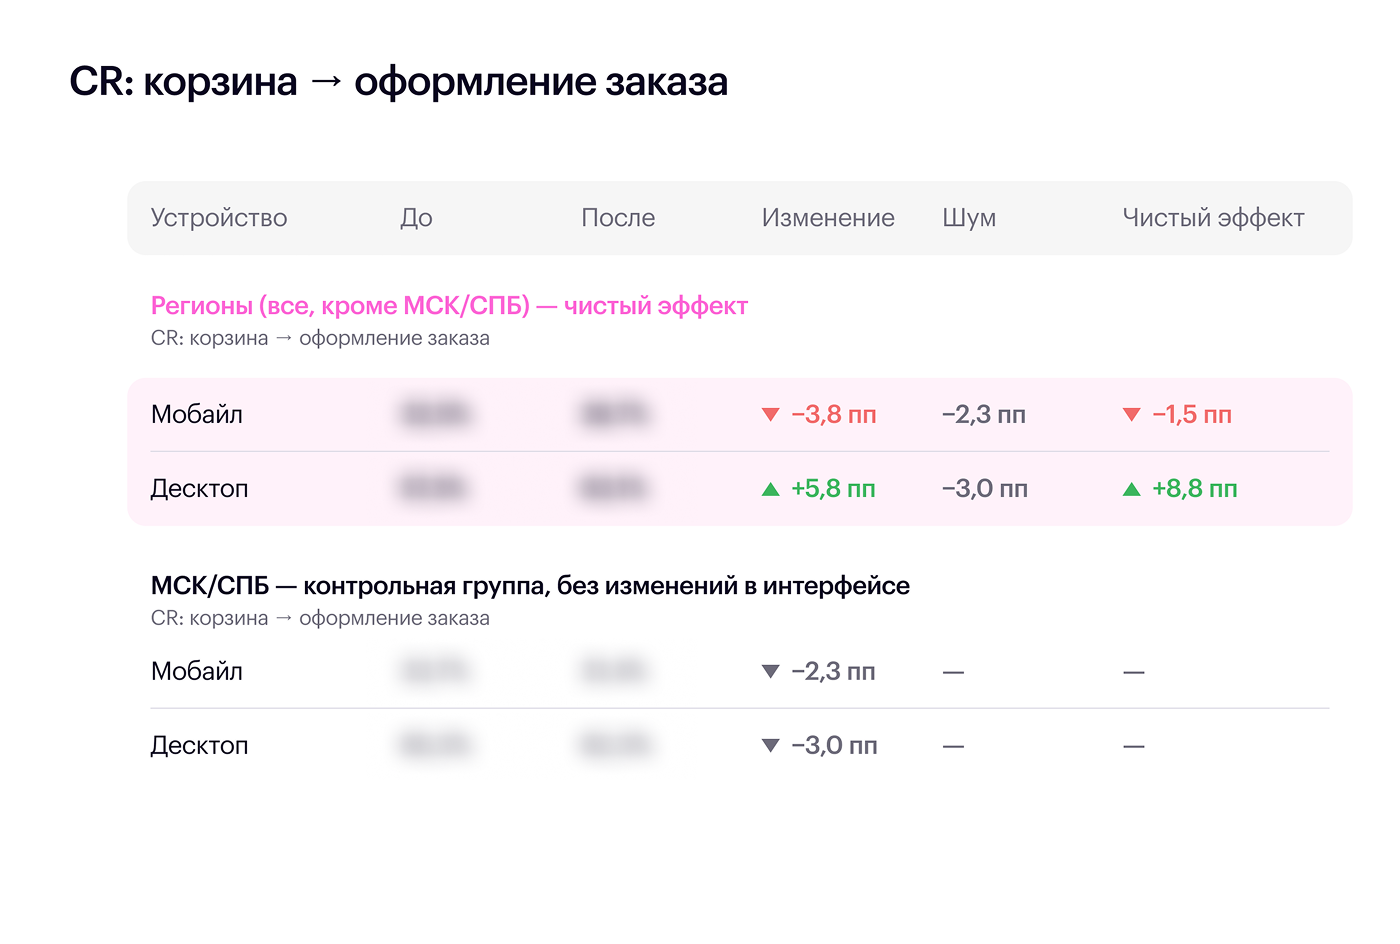 CR: корзина → оформление заказа
Устройство До После Изменение Шум Чистый эффект
Регионы (все, кроме МСК/СПБ) — чистый эффект
CR: корзина → оформление заказа
Мобайл ▼ −3,8 пп −2,3 пп ▼ −1,5 пп
Десктоп ▲ +5,8 пп −3,0 пп ▲ +8,8 пп
МСК/СПБ — контрольная группа, без изменений в интерфейсе
CR: корзина → оформление заказа
Мобайл ▼ −2,3 пп — —
Десктоп ▼ −3,0 пп — —